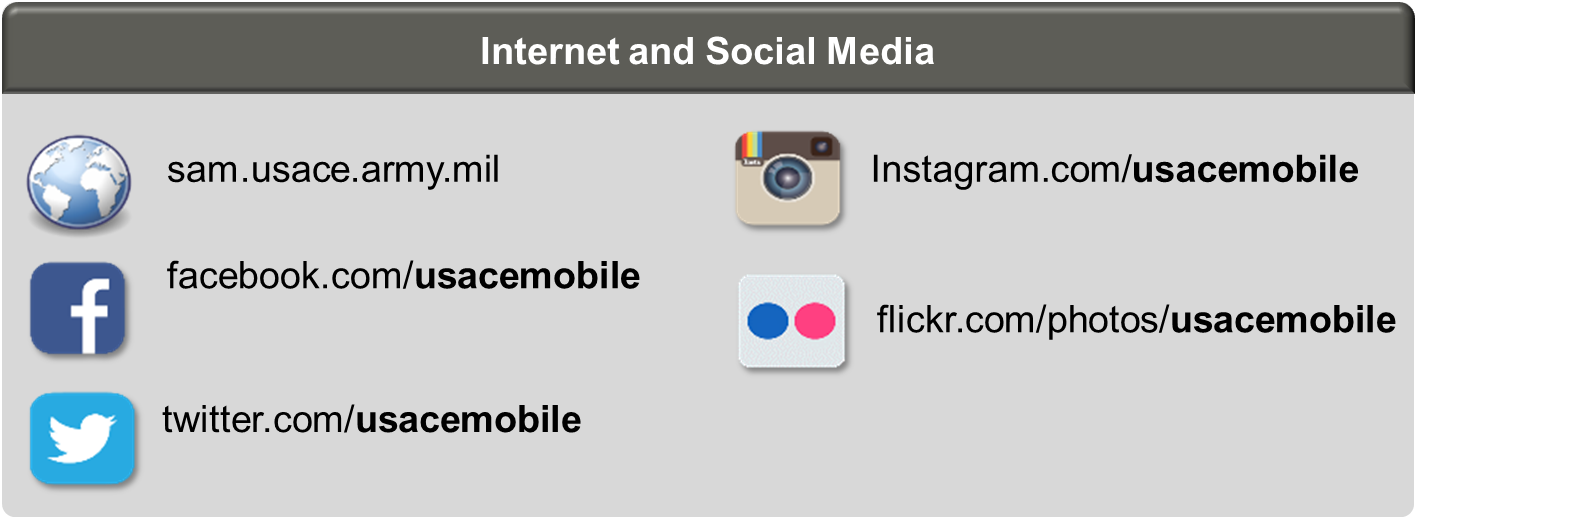 Internet and Social Media
sam.usace.army.mil
facebook.com/usacemobile
twitter.com/usacemobile
Instagram.com/usacemobile
flickr.com/photos/usacemobile